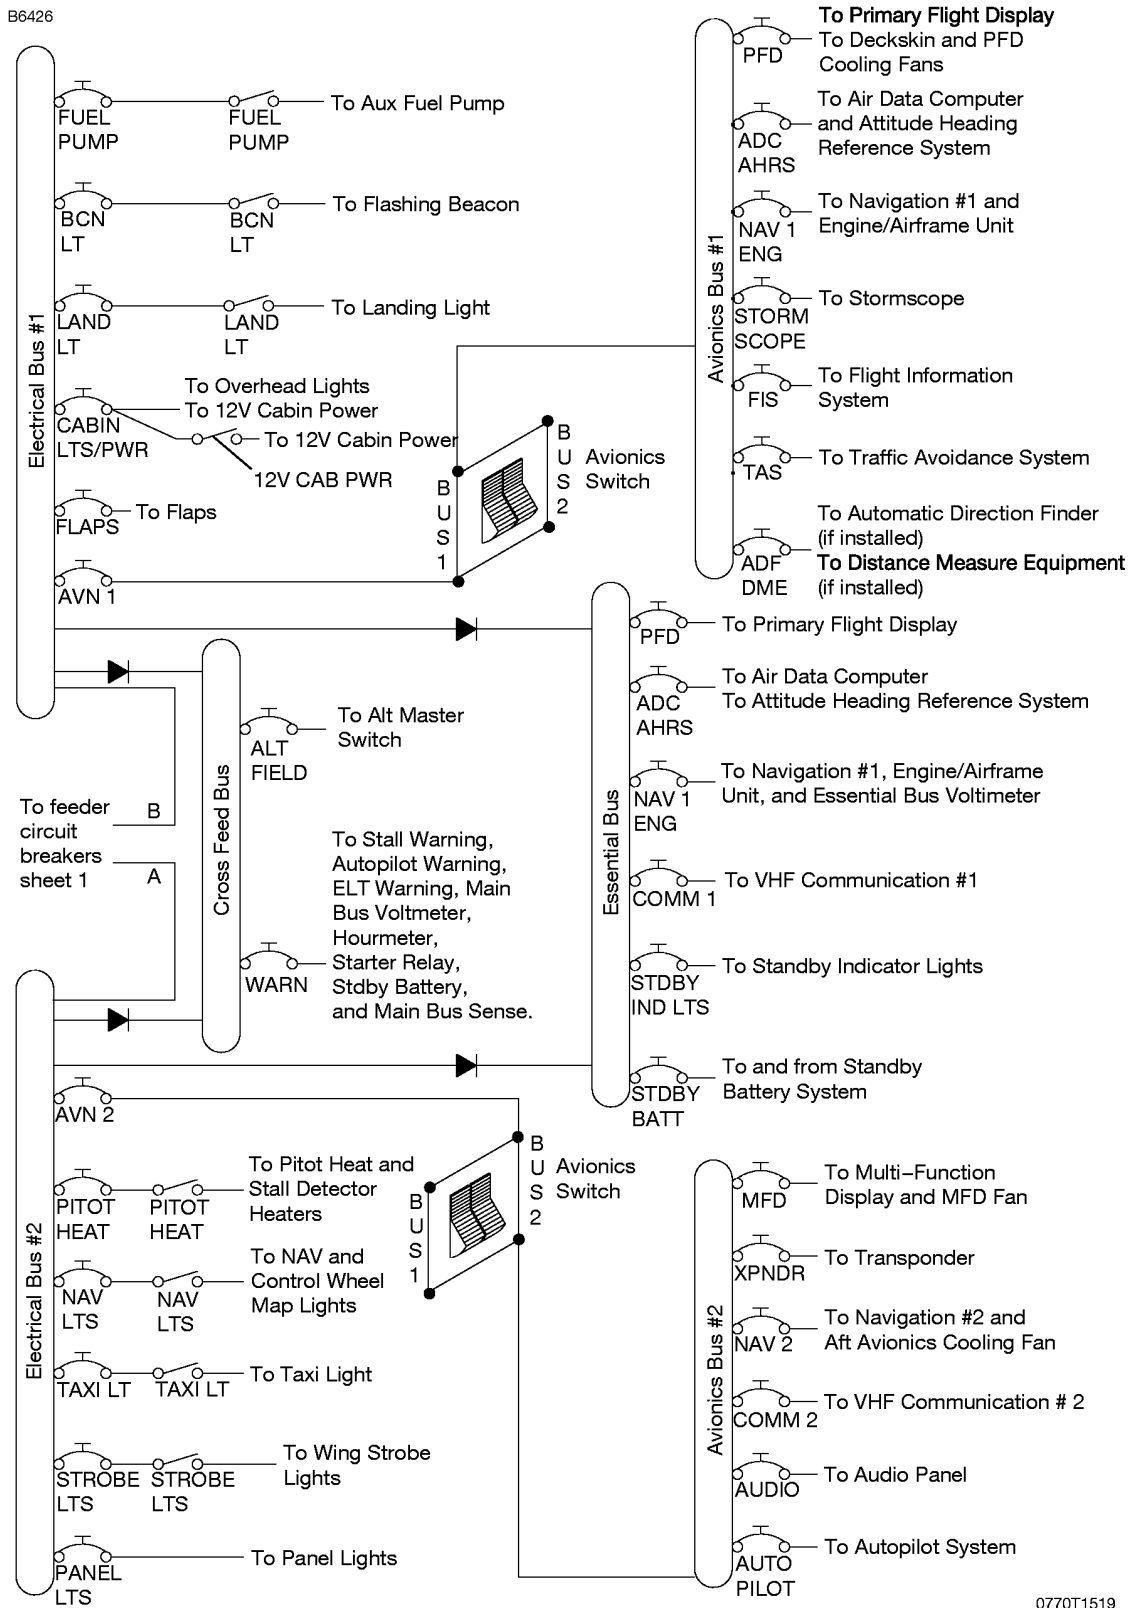 B6426
Electrical Bus #1
FUEL
PUMP
FUEL
PUMP
To Aux Fuel Pump
BCN
LT
BCN
LT
To Flashing Beacon
LAND
LT
LAND
LT
To Landing Light
CABIN
LTS/PWR
To Overhead Lights
To 12V Cabin Power
To 12V Cabin Power
12V CAB PWR
FLAPS
To Flaps
AVN 1
BUS 1
BUS 2
Avionics
Switch
Avionics Bus #1
PFD
To Primary Flight Display
To Deckskin and PFD
Cooling Fans
ADC
AHRS
To Air Data Computer
and Attitude Heading
Reference System
NAV 1
ENG
To Navigation #1 and
Engine/Airframe Unit
STORM
SCOPE
To Stormscope
FIS
To Flight Information
System
TAS
To Traffic Avoidance System
ADF
DME
To Automatic Direction Finder
(if installed)
To Distance Measure Equipment
(if installed)
Cross Feed Bus
ALT
FIELD
To Alt Master
Switch
WARN
To Stall Warning,
Autopilot Warning,
ELT Warning, Main
Bus Voltmeter,
Hourmeter,
Starter Relay,
Stdby Battery,
and Main Bus Sense.
To feeder
circuit
breakers
sheet 1
B
A
Essential Bus
PFD
To Primary Flight Display
ADC
AHRS
To Air Data Computer
To Attitude Heading Reference System
NAV 1
ENG
To Navigation #1, Engine/Airframe
Unit, and Essential Bus Voltimeter
COMM 1
To VHF Communication #1
STDBY
IND LTS
To Standby Indicator Lights
STDBY
BATT
To and from Standby
Battery System
Electrical Bus #2
AVN 2
PITOT
HEAT
PITOT
HEAT
To Pitot Heat and
Stall Detector
Heaters
NAV
LTS
NAV
LTS
To NAV and
Control Wheel
Map Lights
TAXI LT
TAXI LT
To Taxi Light
STROBE
LTS
STROBE
LTS
To Wing Strobe
Lights
PANEL
LTS
To Panel Lights
BUS 1
BUS 2
Avionics
Switch
Avionics Bus #2
MFD
To Multi–Function
Display and MFD Fan
XPNDR
To Transponder
NAV 2
To Navigation #2 and
Aft Avionics Cooling Fan
COMM 2
To VHF Communication # 2
AUDIO
To Audio Panel
AUTO
PILOT
To Autopilot System
0770T1519